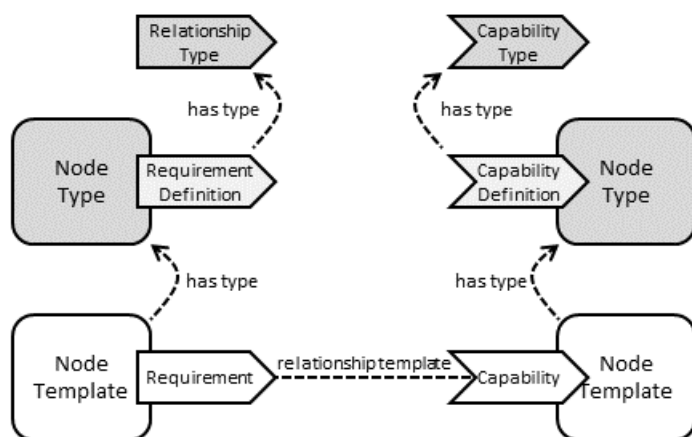 Relationship
Type
Capability
Type
has type
has type
Node
Type
Requirement
Definition
Capability
Definition
Node
Type
has type
has type
Node
Template
Requirement
relationship template
Capability
Node
Template